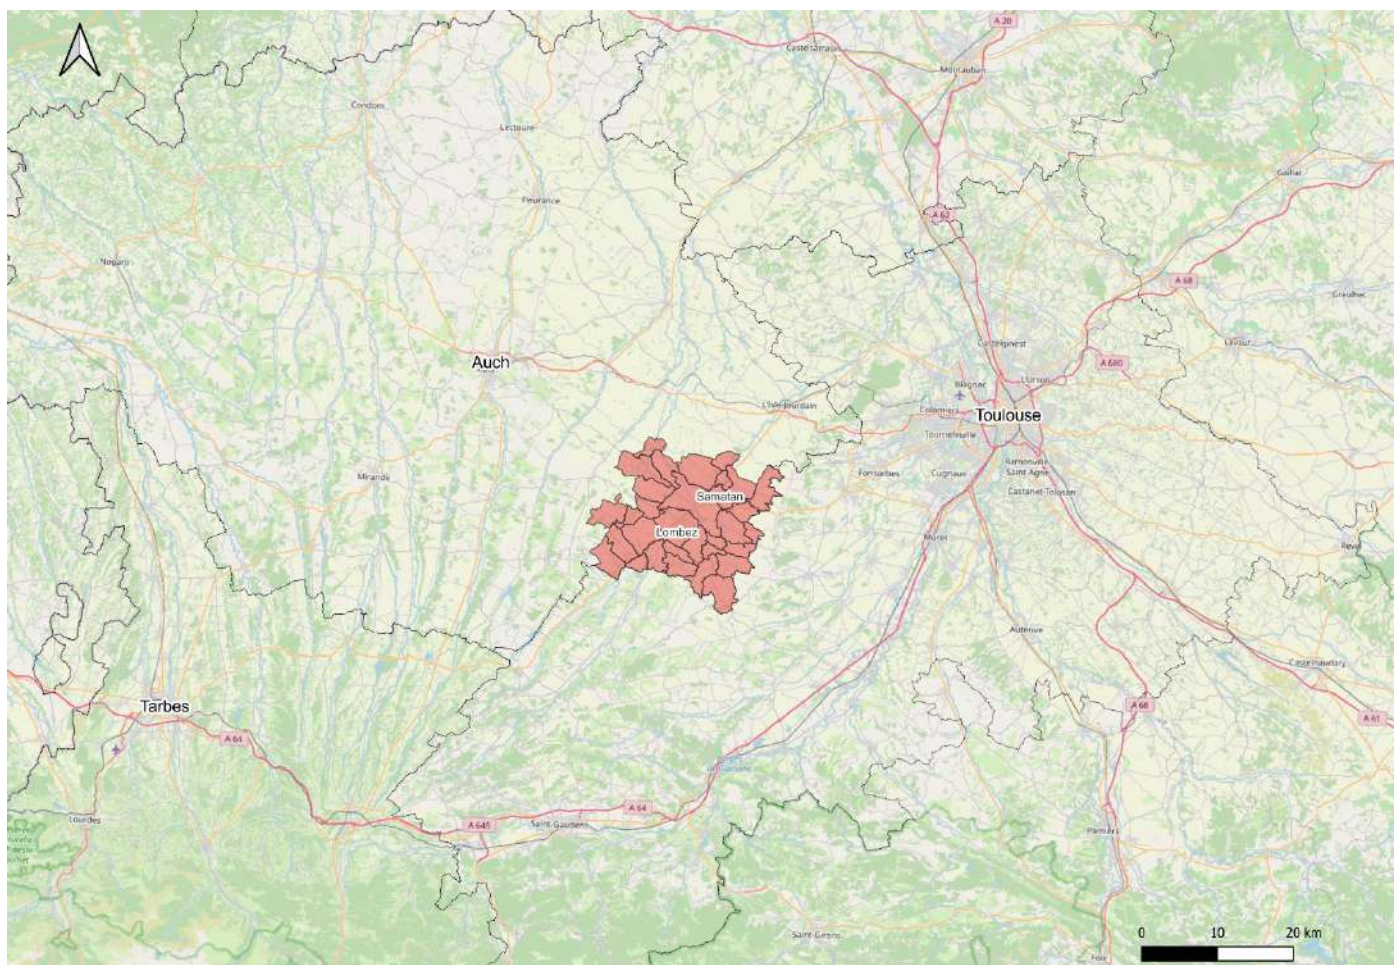 A 20
Castelsarrasin
Montauban
Condom
Lectoure
Gaillac
Fleurance
A 62
Nogaro
A 68
Graulhet
Castelginest
Lavaur
Auch
A 680
L'Union
Blagnac
L'Isle-Jourdain
Colomiers
Toulouse
Tournefeuille
Ramonville
Saint-Agne
Fonsorbes
Cugnaux
Mirande
Castanet-Tolosan
Samatan
Lombez
Muret
Revel
Auterive
Castelnaudary
Tarbes
A 66
A 61
A 64
A 64
Lourdes
A 645
Saint-Gaudens
Pamiers
Saint-Girons
Foix
0 10 20 km